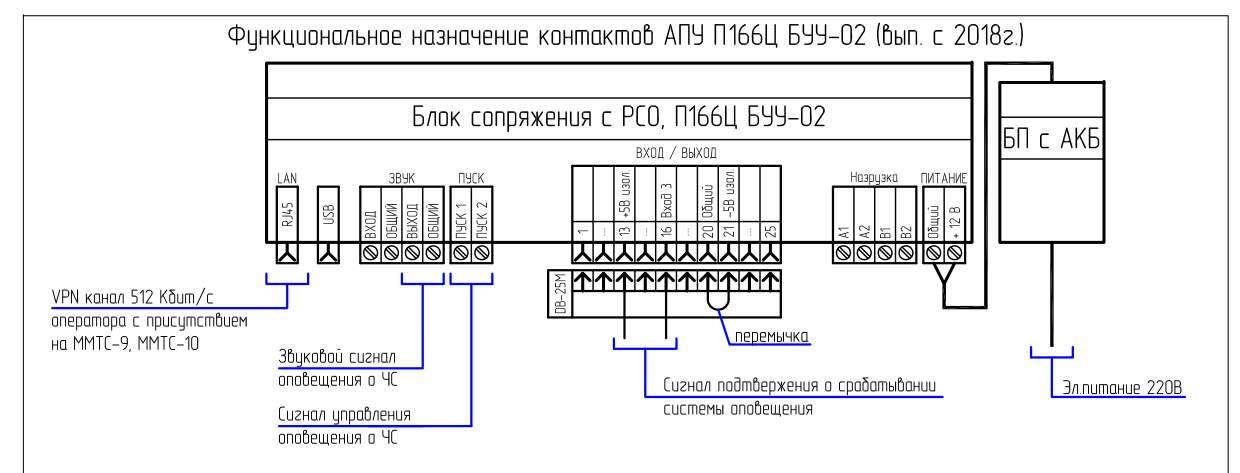 Функциональное назначение контактов АПУ П166Ц БУУ-02 (вып. с 2018г.)
Блок сопряжения с РСО, П166Ц БУУ-02
БП с АКБ
ВХОД / ВЫХОД
LAN
ЗВУК
ПУСК
Нагрузка
ПИТАНИЕ
RJ45
USB
ВХОД
ОБЩИЙ
ВЫХОД
ОБЩИЙ
ПУСК 1
ПУСК 2
1
...
13 +5В изол.
...
16 Вход 3
...
20 Общий
21 -5В изол.
...
25
А1
А2
В1
В2
Общий
+ 12 В
DB-25M
VPN канал 512 Кбит/с
оператора с присутствием
на ММТС-9, ММТС-10
перемычка
Звуковой сигнал
оповещения о ЧС
Сигнал подтвержения о срабатывании
системы оповещения
Эл.питание 220В
Сигнал управления
оповещения о ЧС